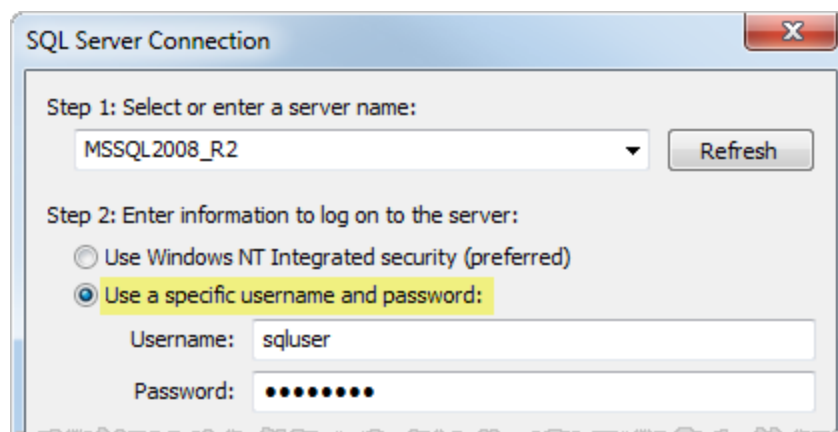 SQL Server Connection
Step 1: Select or enter a server name:
MSSQL2008_R2
Refresh
Step 2: Enter information to log on to the server:
Use Windows NT Integrated security (preferred)
Use a specific username and password:
Username: sqluser
Password: ••••••••